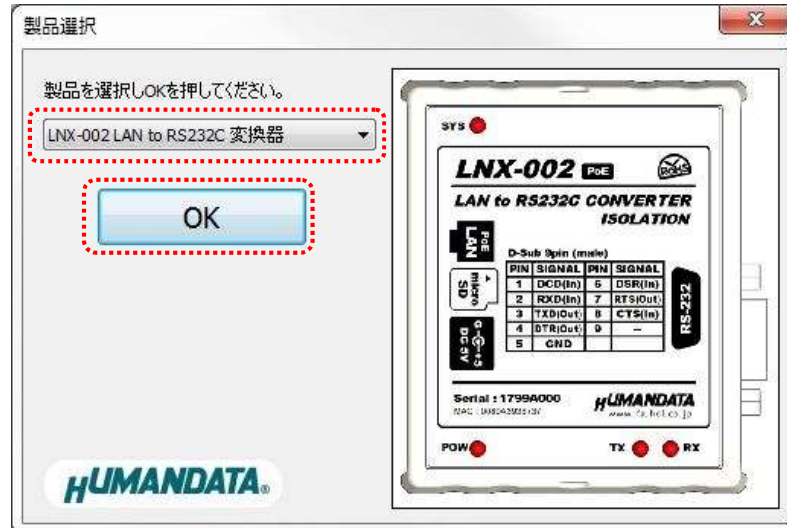 製品選択
製品を選択しOKを押してください。
LNX-002 LAN to RS232C 変換器
OK
HUMANDATA®
SYS
LNX-002 PoE RoHS
LAN to RS232C CONVERTER
ISOLATION
PoE
LAN
micro
SD
DC 5V
D-Sub 9pin (male)
PIN SIGNAL PIN SIGNAL
1 DCD(In) 6 DSR(In)
2 RXD(In) 7 RTS(Out)
3 TXD(Out) 8 CTS(In)
4 DTR(Out) 9 –
5 GND
RS-232
Serial : 1799A000
HUMANDATA
POW
TX
RX